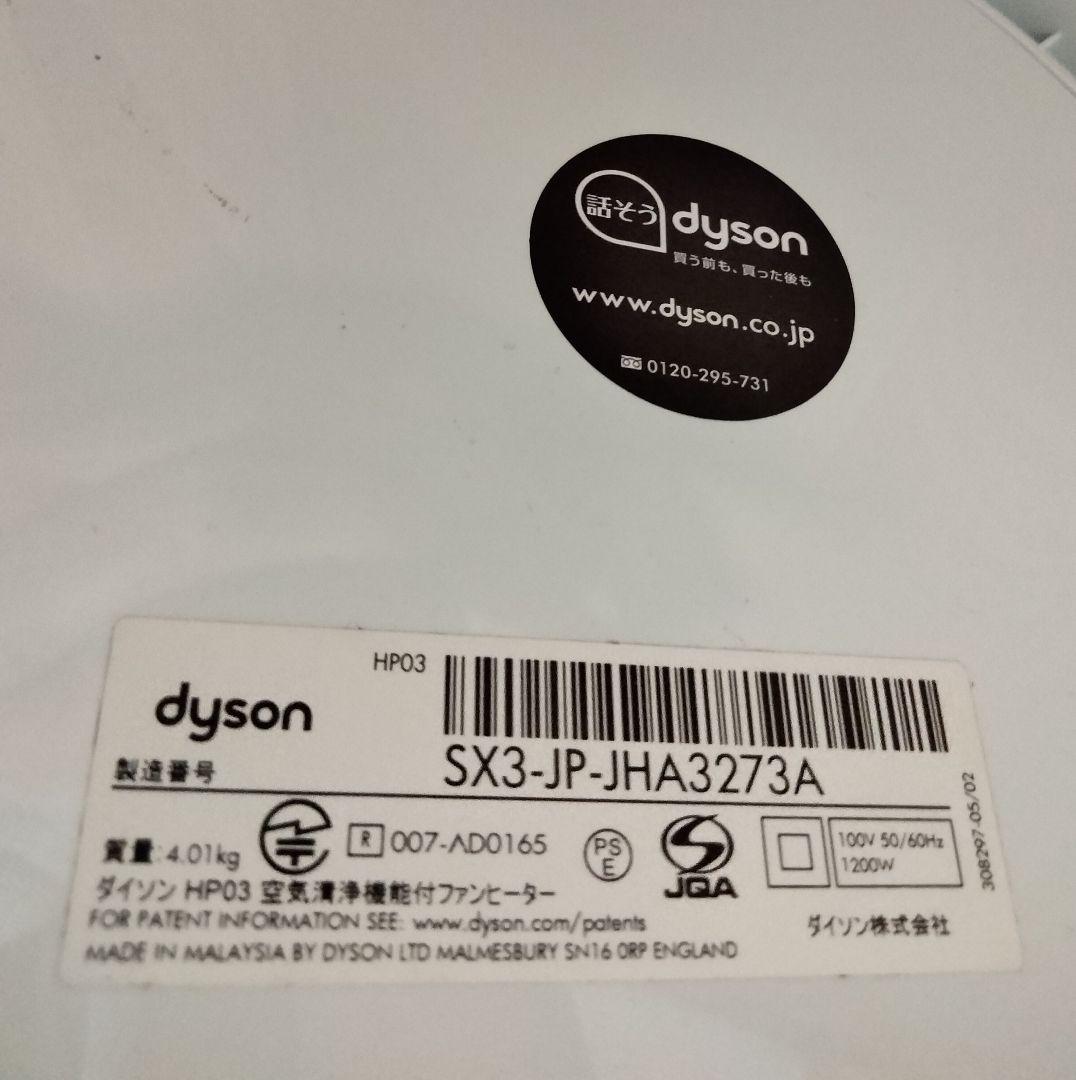 話そう dyson
買う前も、買った後も
www.dyson.co.jp
0120-295-731
HP03
dyson
製造番号 SX3-JP-JHA3273A
質量:4.01kg R 007-AD0165 PS E JQA 100V 50/60Hz
1200W
ダイソン HP03 空気清浄機能付ファンヒーター
FOR PATENT INFORMATION SEE: www.dyson.com/patents
ダイソン株式会社
MADE IN MALAYSIA BY DYSON LTD MALMESBURY SN16 0RP ENGLAND
308297-05/02